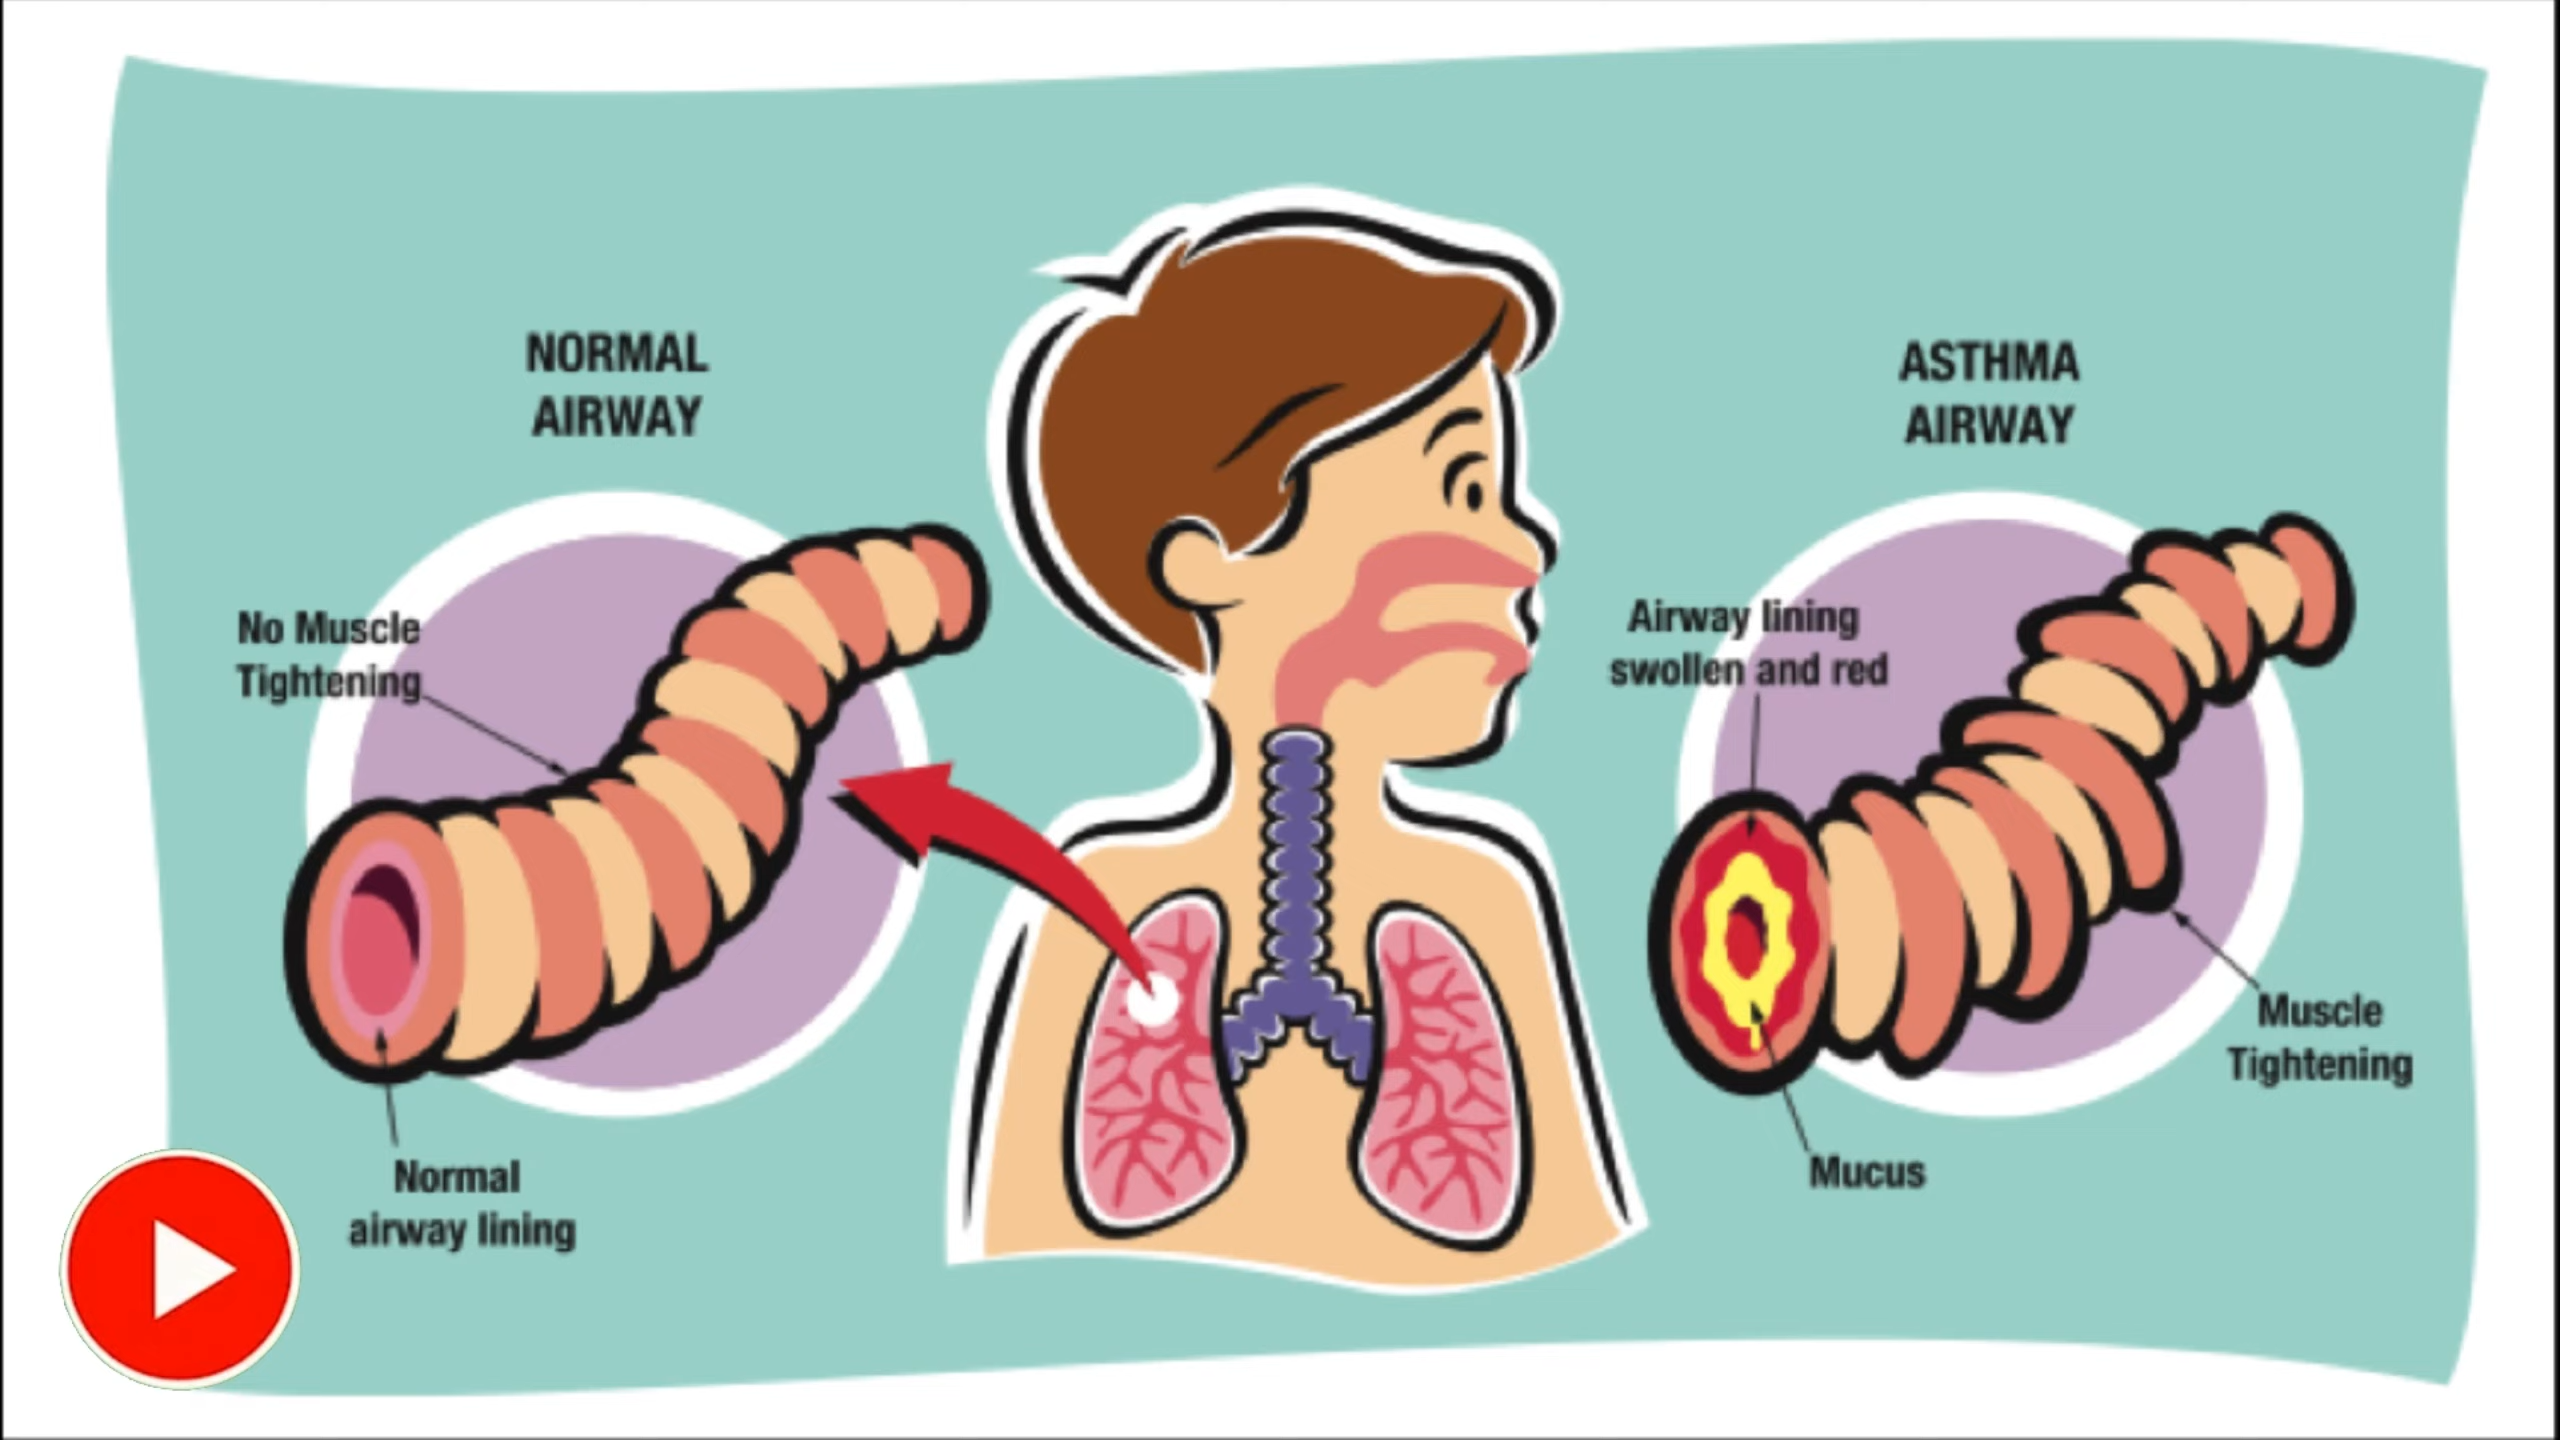 NORMAL
AIRWAY
No Muscle
Tightening
Normal
airway lining
ASTHMA
AIRWAY
Airway lining
swollen and red
Muscle
Tightening
Mucus